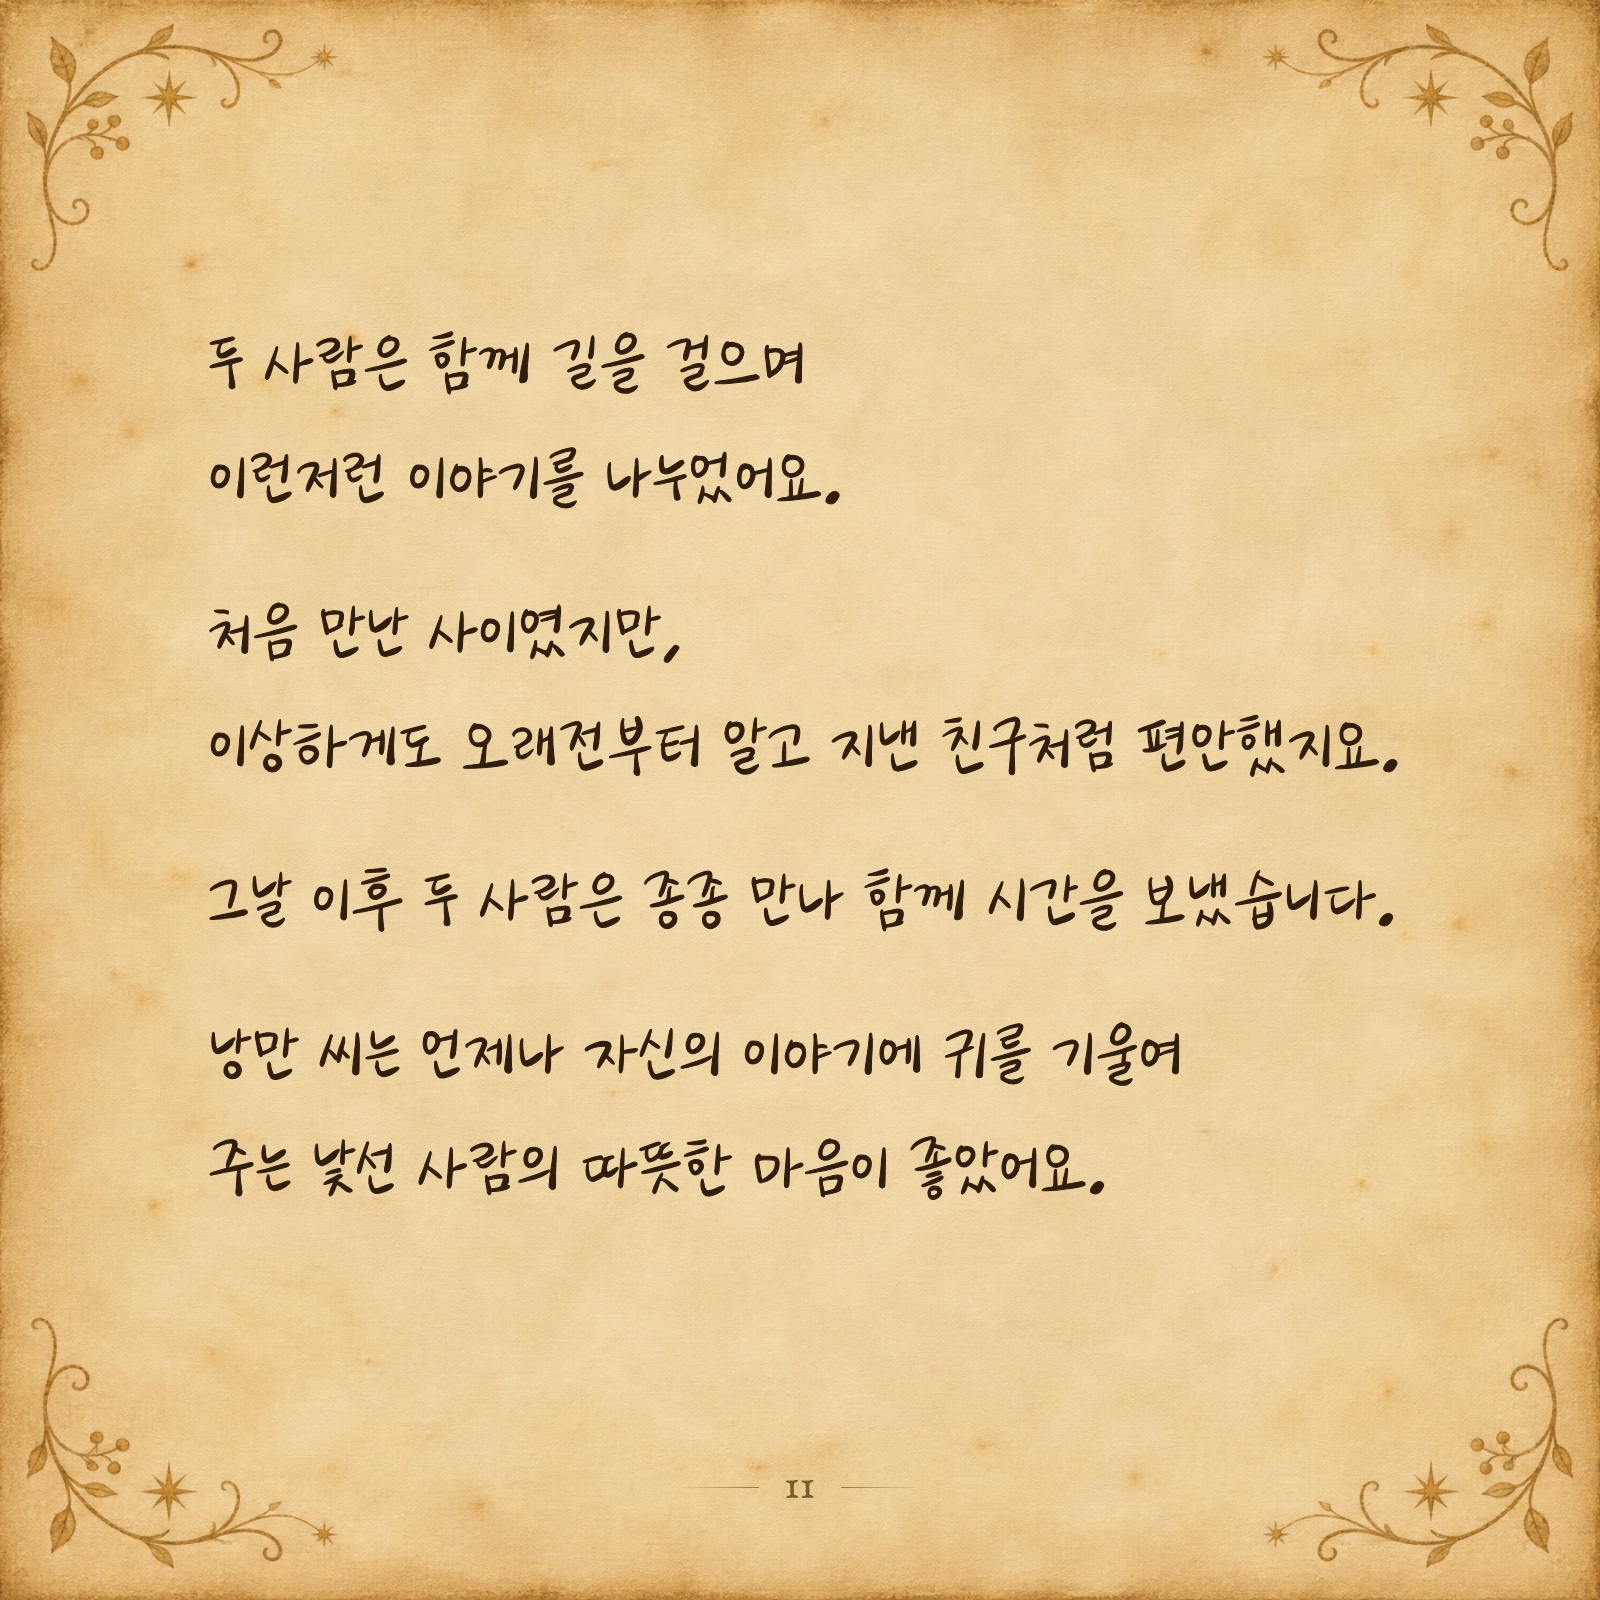 두 사람은 함께 길을 걸으며
이런저런 이야기를 나누었어요.
처음 만난 사이였지만,
이상하게도 오래전부터 알고 지낸 친구처럼 편안했지요.
그날 이후 두 사람은 종종 만나 함께 시간을 보냈습니다.
낭만 씨는 언제나 자신의 이야기에 귀를 기울여
주는 낯선 사람의 따뜻한 마음이 좋았어요.
11